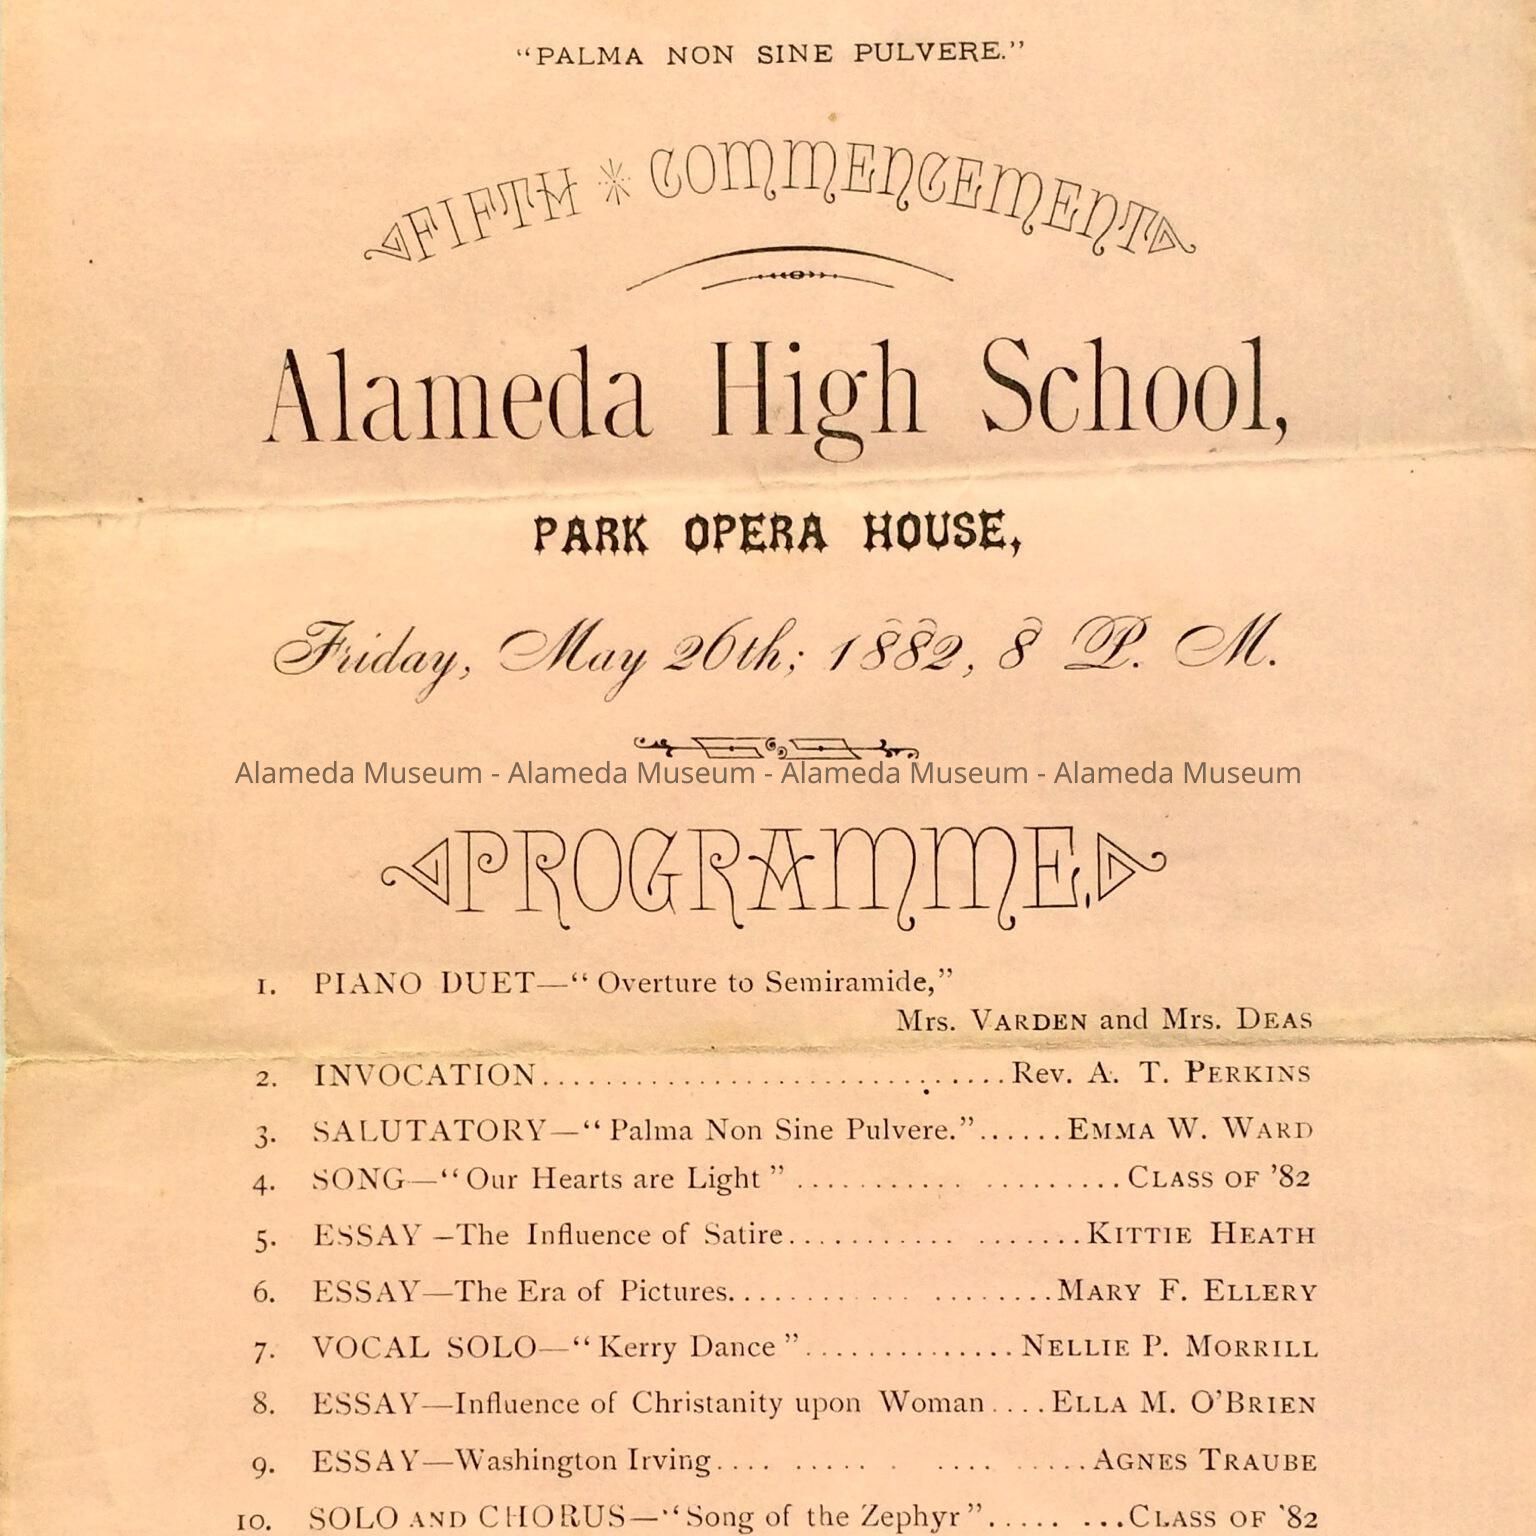 “PALMA NON SINE PULVERE.”
FIFTH * COMMENCEMENT
Alameda High School,
PARK OPERA HOUSE,
Friday, May 26th; 1882, 8 P. M.
Alameda Museum - Alameda Museum - Alameda Museum - Alameda Museum
PROGRAMME.
1. PIANO DUET—“Overture to Semiramide,”
Mrs. VARDEN and Mrs. DEAS
2. INVOCATION.................................Rev. A. T. PERKINS
3. SALUTATORY—“Palma Non Sine Pulvere.”......EMMA W. WARD
4. SONG—“Our Hearts are Light” ........... ..........CLASS OF ’82
5. ESSAY –The Influence of Satire........... .......KITTIE HEATH
6. ESSAY—The Era of Pictures............ ........MARY F. ELLERY
7. VOCAL SOLO—“Kerry Dance”..............NELLIE P. MORRILL
8. ESSAY—Influence of Christanity upon Woman....ELLA M. O’BRIEN
9. ESSAY—Washington Irving.... ...... . .... .....AGNES TRAUBE
10. SOLO AND CHORUS—“Song of the Zephyr”..... ...CLASS OF ’82